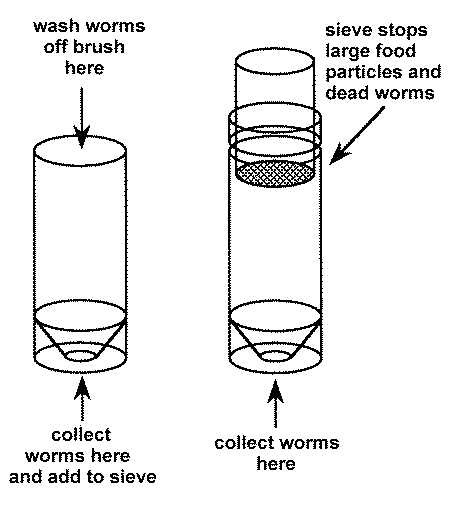 wash worms
off brush
here
sieve stops
large food
particles and
dead worms
collect
worms here
and add to sieve
collect worms
here